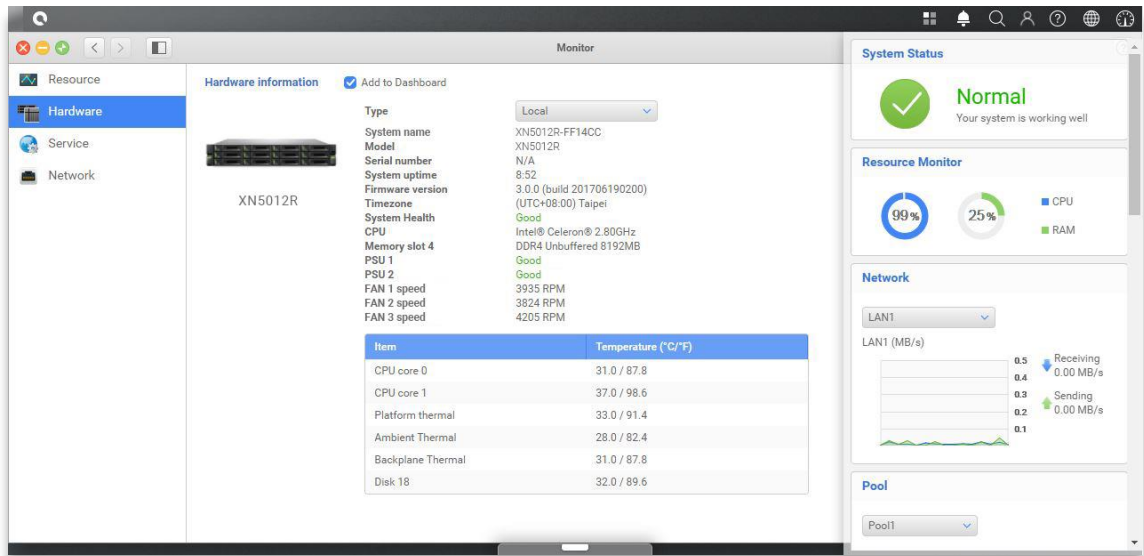 Monitor
Resource
Hardware
Service
Network
Hardware information
Add to Dashboard
XN5012R
Type Local
System name XN5012R-FF14CC
Model XN5012R
Serial number N/A
System uptime 8:52
Firmware version 3.0.0 (build 201706190200)
Timezone (UTC+08:00) Taipei
System Health Good
CPU Intel® Celeron® 2.80GHz
Memory slot 4 DDR4 Unbuffered 8192MB
PSU 1 Good
PSU 2 Good
FAN 1 speed 3935 RPM
FAN 2 speed 3824 RPM
FAN 3 speed 4205 RPM
Item Temperature (°C/°F)
CPU core 0 31.0 / 87.8
CPU core 1 37.0 / 98.6
Platform thermal 33.0 / 91.4
Ambient Thermal 28.0 / 82.4
Backplane Thermal 31.0 / 87.8
Disk 18 32.0 / 89.6
System Status
Normal
Your system is working well
Resource Monitor
99%
25%
CPU
RAM
Network
LAN1
LAN1 (MB/s)
0.5
0.4
0.3
0.2
0.1
Receiving
0.00 MB/s
Sending
0.00 MB/s
Pool
Pool1